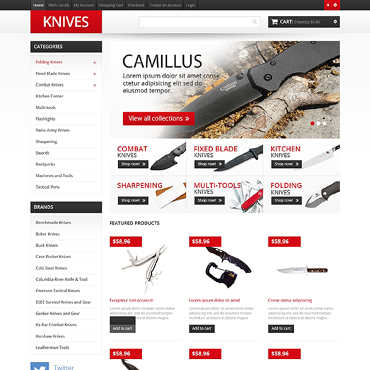 Home Wish List (0) My Account Shopping Cart Checkout Create an account Login
KNIVES
CART: 0 item(s) $0.00
CATEGORIES
Folding Knives
Fixed Blade Knives
Combat Knives
Kitchen Center
Multi-tools
Flashlights
Swiss Army Knives
Sharpening
Swords
Backpacks
Machetes and Tools
Tactical Pens
CAMILLUS
Lorem ipsum dolor sit amet
conse ctetur adipisicing elit, sed do
eiusmod tempor.
View all collections »
COMBAT
KNIVES
Shop now!
FIXED BLADE
KNIVES
Shop now!
KITCHEN
KNIVES
Shop now!
SHARPENING
KNIVES
Shop now!
MULTI-TOOLS
KNIVES
Shop now!
FOLDING
KNIVES
Shop now!
BRANDS
Benchmade Knives
Boker Knives
Buck Knives
Case Pocket Knives
Cold Steel Knives
Columbia River Knife & Tool
Emerson Tactical Knives
ESEE Survival Knives and Gear
Gerber Knives and Gear
Ka-Bar Combat Knives
Kershaw Knives
Leatherman Tools
Twitter
FEATURED PRODUCTS
$58.96
Excepteur sint occaecat
$58.96
Add to cart
$58.96
Lorem ipsum dolor sit amet
$58.96
Add to cart
$58.96
Conse ctetur adipisicing
$58.96
Add to cart
$58.96
$58.96
$58.96